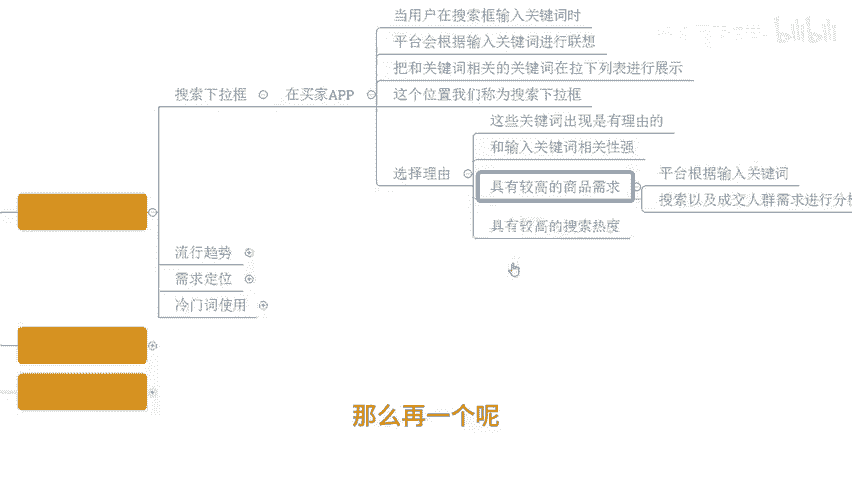 当用户在搜索框输入关键词时
平台会根据输入关键词进行联想
把和关键词相关的关键词在拉下列表进行展示
搜索下拉框
在买家APP
这个位置我们称为搜索下拉框
这些关键词出现是有理由的
和输入关键词相关性强
选择理由
具有较高的商品需求
平台根据输入关键词
搜索以及成交人群需求进行分
具有较高的搜索热度
流行趋势
需求定位
冷门词使用
那么再一个呢
bilibili